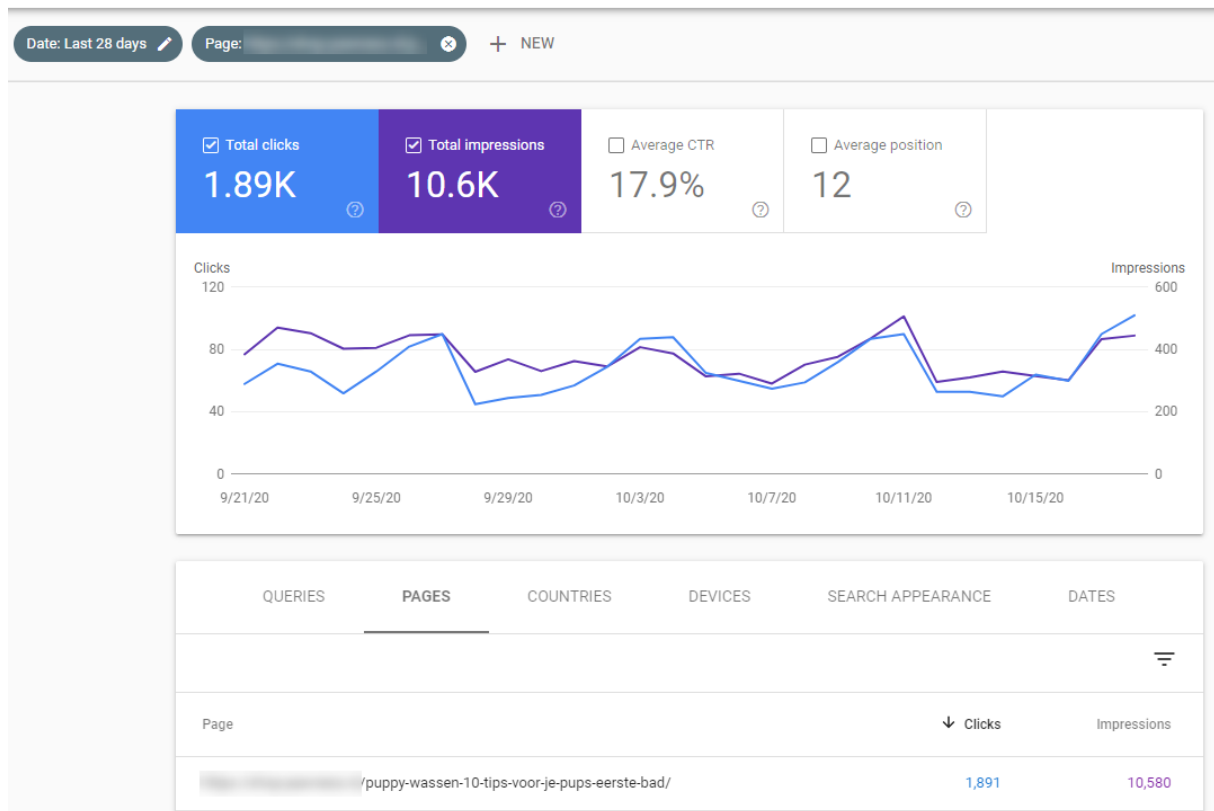 Date: Last 28 days
Page:
NEW
Total clicks
1.89K
Total impressions
10.6K
Average CTR
17.9%
Average position
12
Clicks
Impressions
120
600
80
400
40
200
0
0
9/21/20 9/25/20 9/29/20 10/3/20 10/7/20 10/11/20 10/15/20
QUERIES PAGES COUNTRIES DEVICES SEARCH APPEARANCE DATES
Page Clicks Impressions
/puppy-wassen-10-tips-voor-je-pups-eerste-bad/ 1,891 10,580